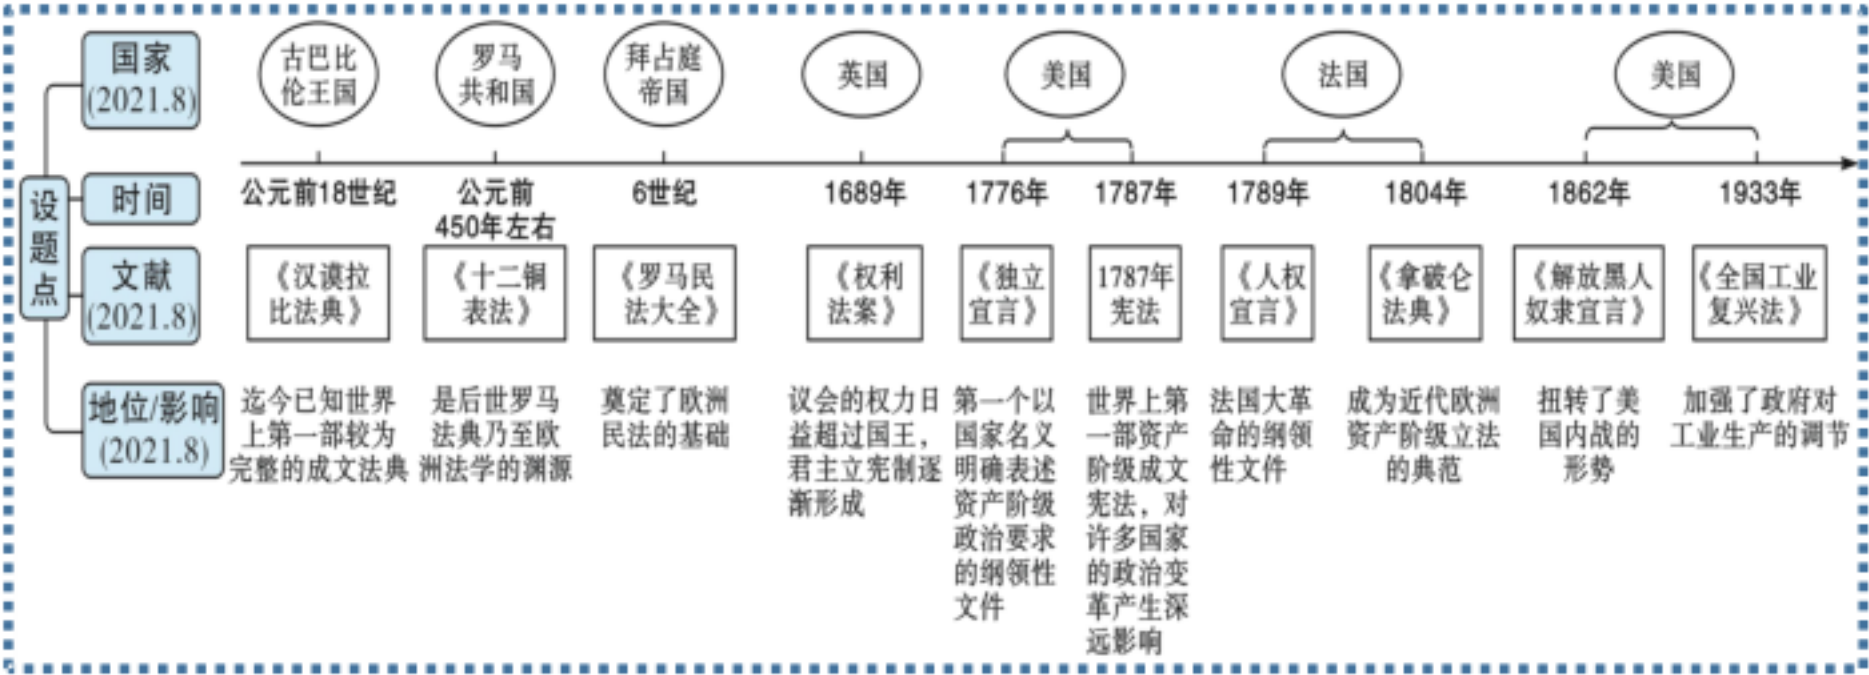 设题点
国家
(2021.8)
古巴比
伦王国
罗马
共和国
拜占庭
帝国
英国
美国
法国
美国
时间
公元前18世纪
公元前
450年左右
6世纪
1689年
1776年
1787年
1789年
1804年
1862年
1933年
文献
(2021.8)
《汉谟拉
比法典》
《十二铜
表法》
《罗马民
法大全》
《权利
法案》
《独立
宣言》
1787年
宪法
《人权
宣言》
《拿破仑
法典》
《解放黑人
奴隶宣言》
《全国工业
复兴法》
地位/影响
(2021.8)
迄今已知世界
上第一部较为
完整的成文法典
是后世罗马
法典乃至欧
洲法学的渊源
奠定了欧洲
民法的基础
议会的权力日
益超过国王，
君主立宪制逐
渐形成
第一个以
国家名义
明确表述
资产阶级
政治要求
的纲领性
文件
世界上第
一部资产
阶级成文
宪法，对
许多国家
的政治变
革产生深
远影响
法国大革
命的纲领
性文件
成为近代欧洲
资产阶级立法
的典范
扭转了美
国内战的
形势
加强了政府对
工业生产的调节